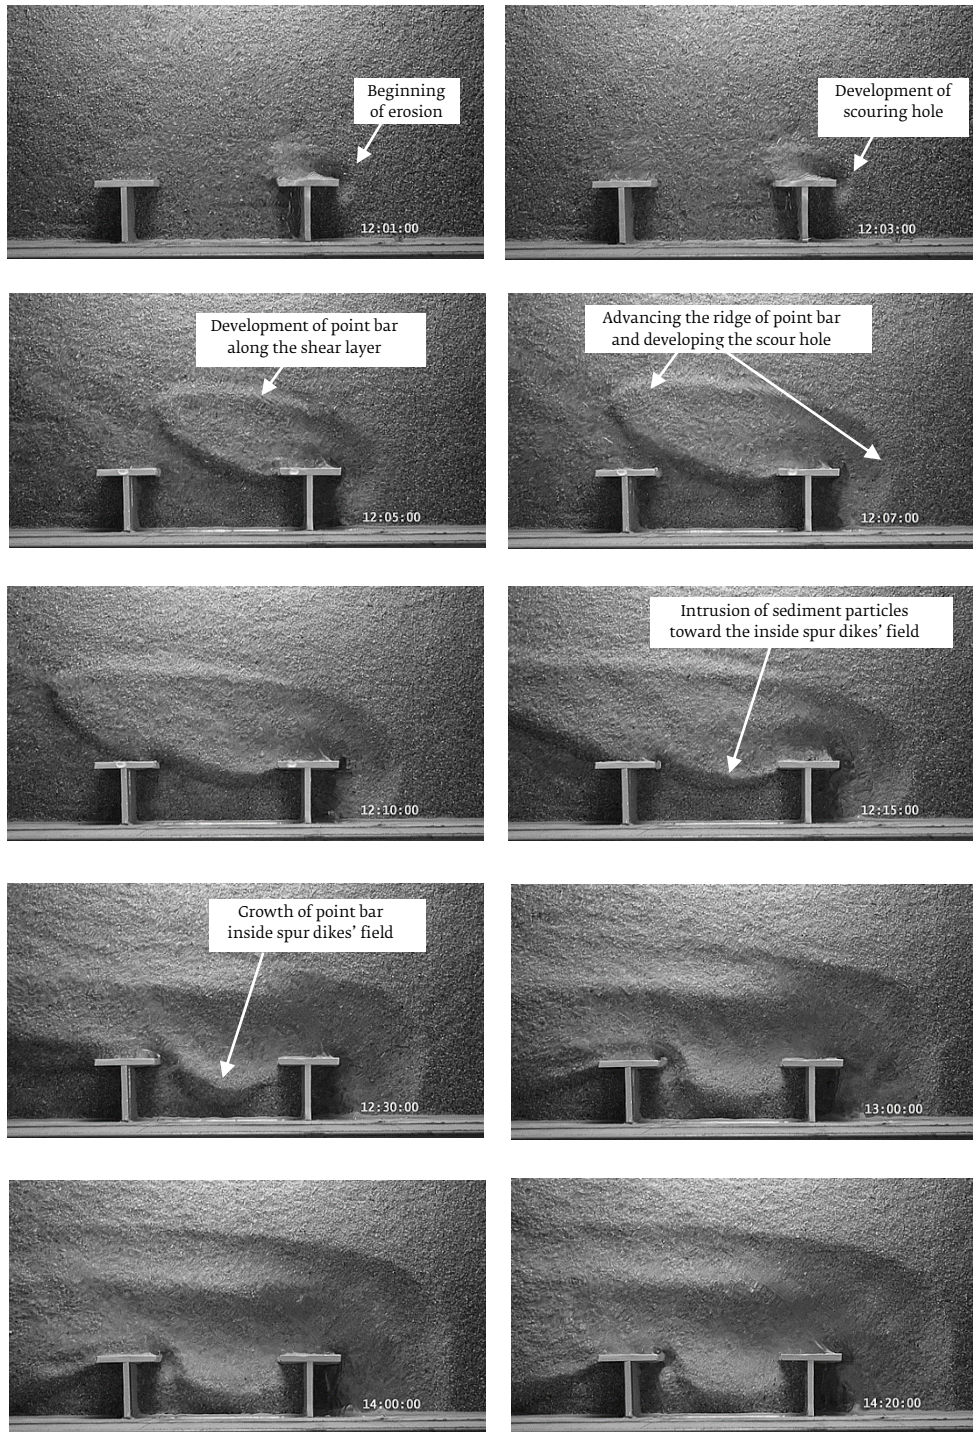 Beginning
of erosion
12:01:00
Development of
scouring hole
12:03:00
Development of point bar
along the shear layer
12:05:00
Advancing the ridge of point bar
and developing the scour hole
12:07:00
12:10:00
Intrusion of sediment particles
toward the inside spur dikes’ field
12:15:00
Growth of point bar
inside spur dikes’ field
12:30:00
13:00:00
14:00:00
14:20:00